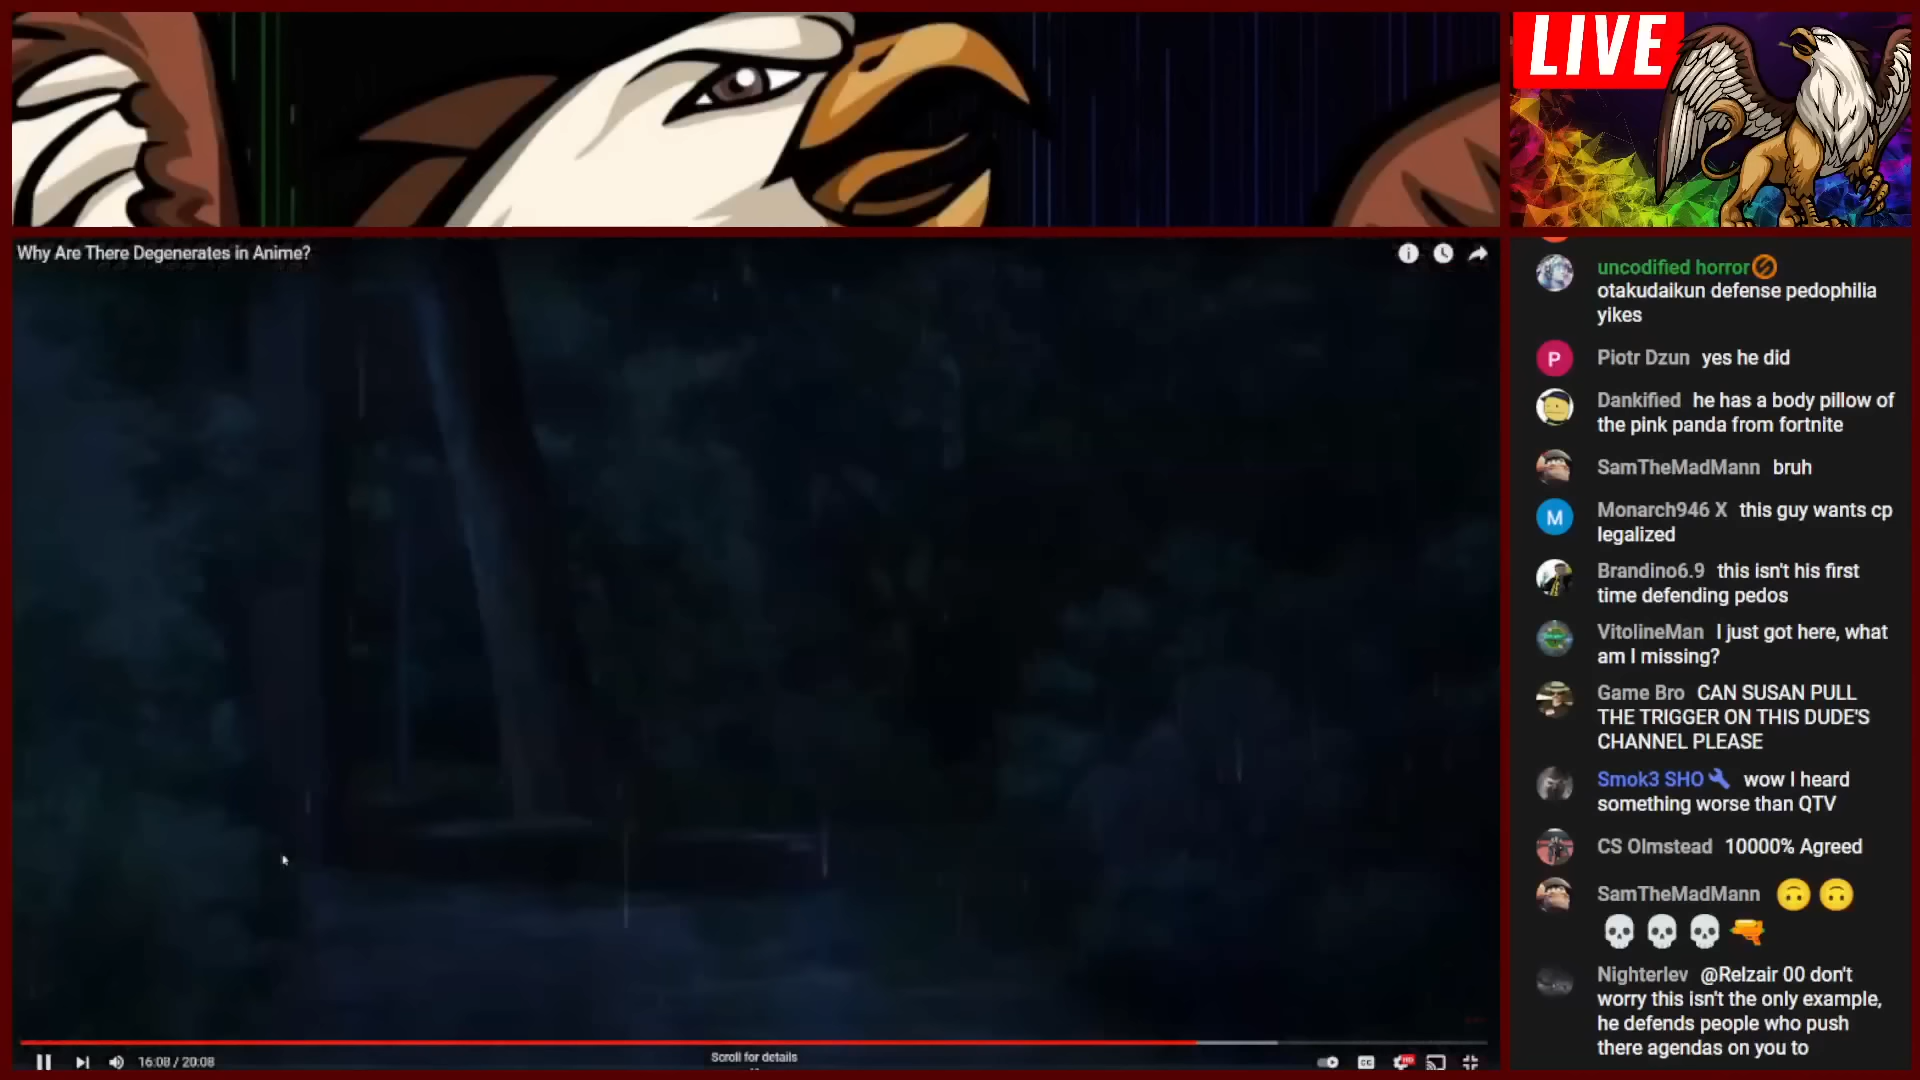 LIVE
Why Are There Degenerates in Anime?
uncodified horror
otakudaikun defense pedophilia
yikes
P
Piotr Dzun yes he did
Dankified he has a body pillow of
the pink panda from fortnite
SamTheMadMann bruh
M
Monarch946 X this guy wants cp
legalized
Brandino6.9 this isn't his first
time defending pedos
VitolineMan I just got here, what
am I missing?
Game Bro CAN SUSAN PULL
THE TRIGGER ON THIS DUDE'S
CHANNEL PLEASE
Smok3 SHO wow I heard
something worse than QTV
CS Olmstead 10000% Agreed
SamTheMadMann 🙃 🙃
💀 💀 💀 🔫
Nighterlev @Relzair 00 don't
worry this isn't the only example,
he defends people who push
there agendas on you to
16:08 / 20:08
Scroll for details
CC
HD